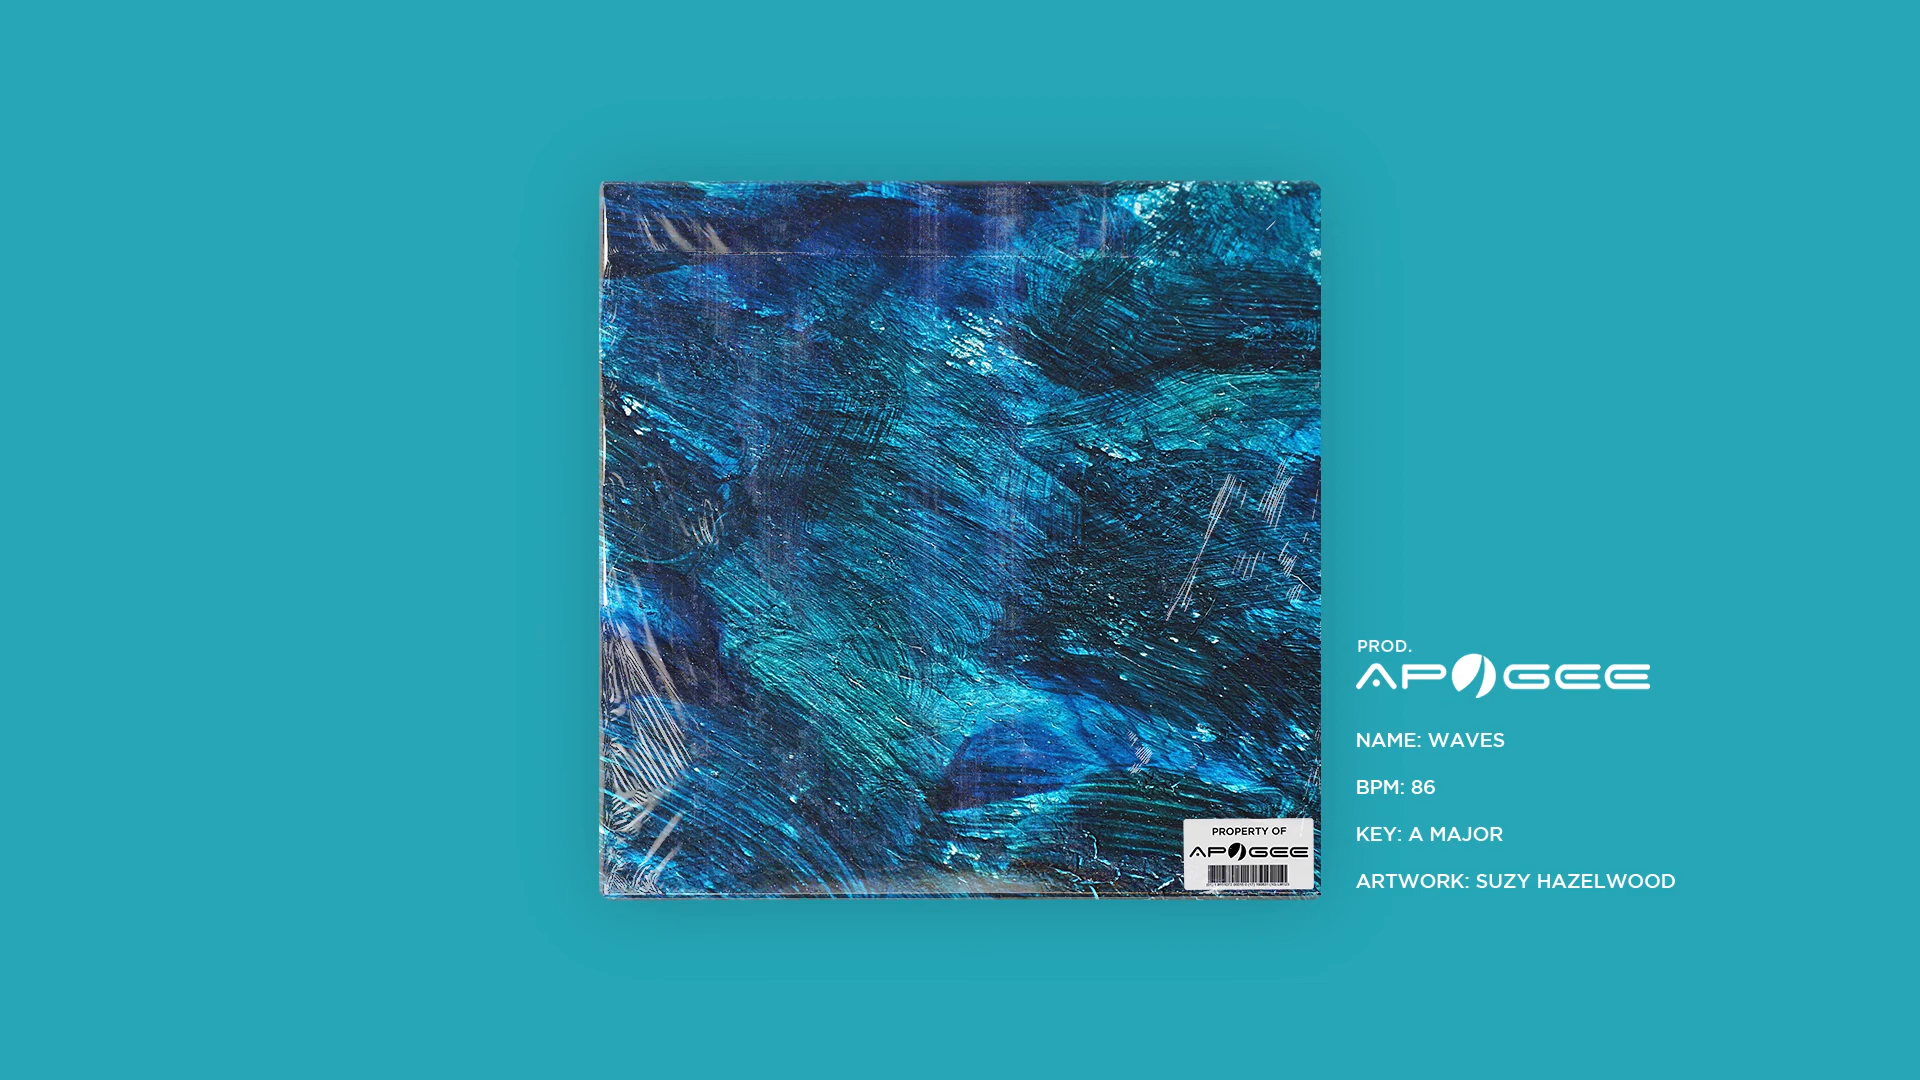 PROD.
APOGEE
NAME: WAVES
BPM: 86
KEY: A MAJOR
ARTWORK: SUZY HAZELWOOD
PROPERTY OF
APOGEE